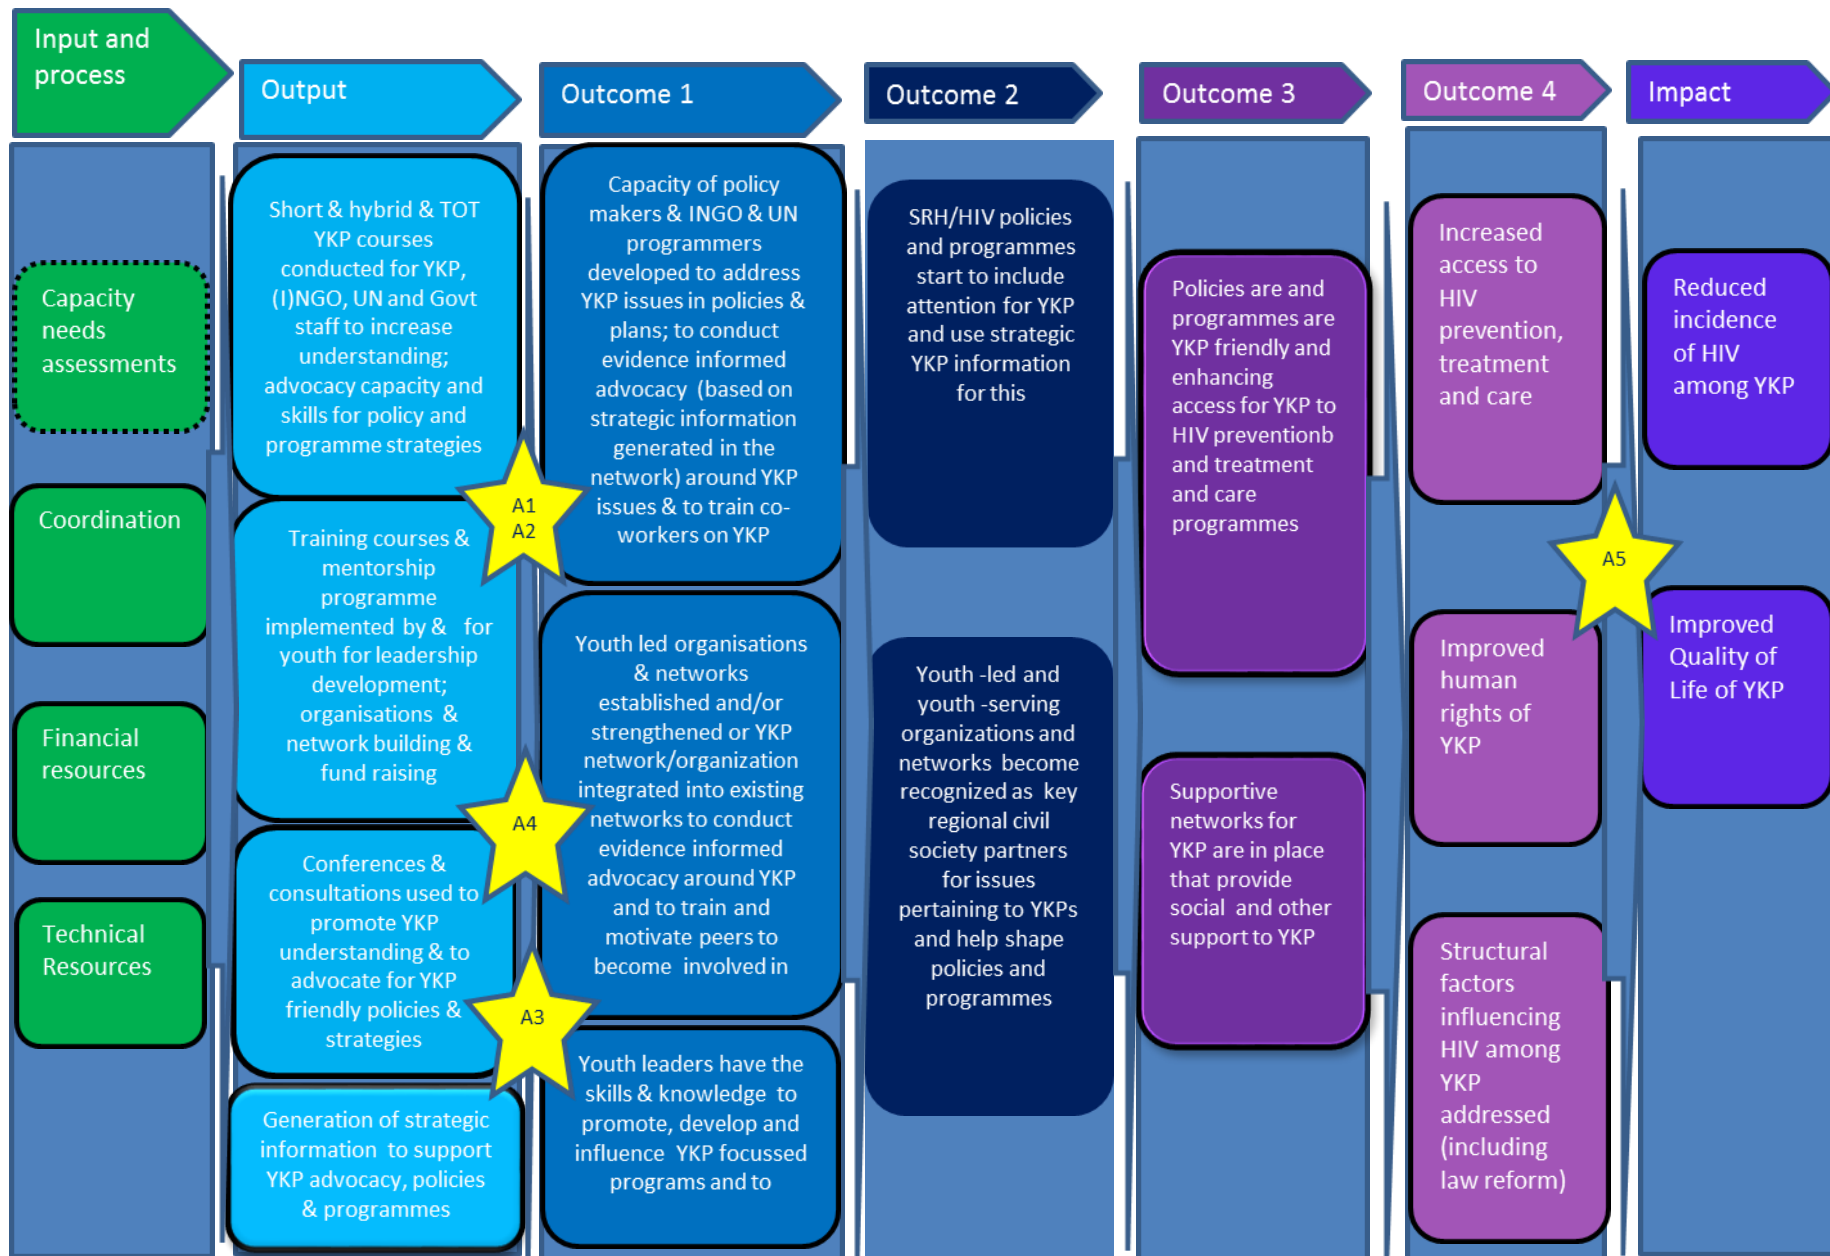 Input and
process
Output
Outcome 1
Outcome 2
Outcome 3
Outcome 4
Impact
Capacity
needs
assessments
Coordination
Financial
resources
Technical
Resources
Short & hybrid & TOT
YKP courses
conducted for YKP,
(I)NGO, UN and Govt
staff to increase
understanding;
advocacy capacity and
skills for policy and
programme strategies
Training courses &
mentorship
programme
implemented by & for
youth for leadership
development;
organisations &
network building &
fund raising
Conferences &
consultations used to
promote YKP
understanding & to
advocate for YKP
friendly policies &
strategies
Generation of strategic
information to support
YKP advocacy, policies
& programmes
A1
A2
A4
A3
Capacity of policy
makers & INGO & UN
programmers
developed to address
YKP issues in policies &
plans; to conduct
evidence informed
advocacy (based on
strategic information
generated in the
network) around YKP
issues & to train co-
workers on YKP
Youth led organisations
& networks
established and/or
strengthened or YKP
network/organization
integrated into existing
networks to conduct
evidence informed
advocacy around YKP
and to train and
motivate peers to
become involved in
Youth leaders have the
skills & knowledge to
promote, develop and
influence YKP focussed
programs and to
SRH/HIV policies
and programmes
start to include
attention for YKP
and use strategic
YKP information
for this
Youth -led and
youth -serving
organizations and
networks become
recognized as key
regional civil
society partners
for issues
pertaining to YKPs
and help shape
policies and
programmes
Policies are and
programmes are
YKP friendly and
enhancing
access for YKP to
HIV preventionb
and treatment
and care
programmes
Supportive
networks for
YKP are in place
that provide
social and other
support to YKP
Increased
access to
HIV
prevention,
treatment
and care
Improved
human
rights of
YKP
Structural
factors
influencing
HIV among
YKP
addressed
(including
law reform)
A5
Reduced
incidence
of HIV
among YKP
Improved
Quality of
Life of YKP